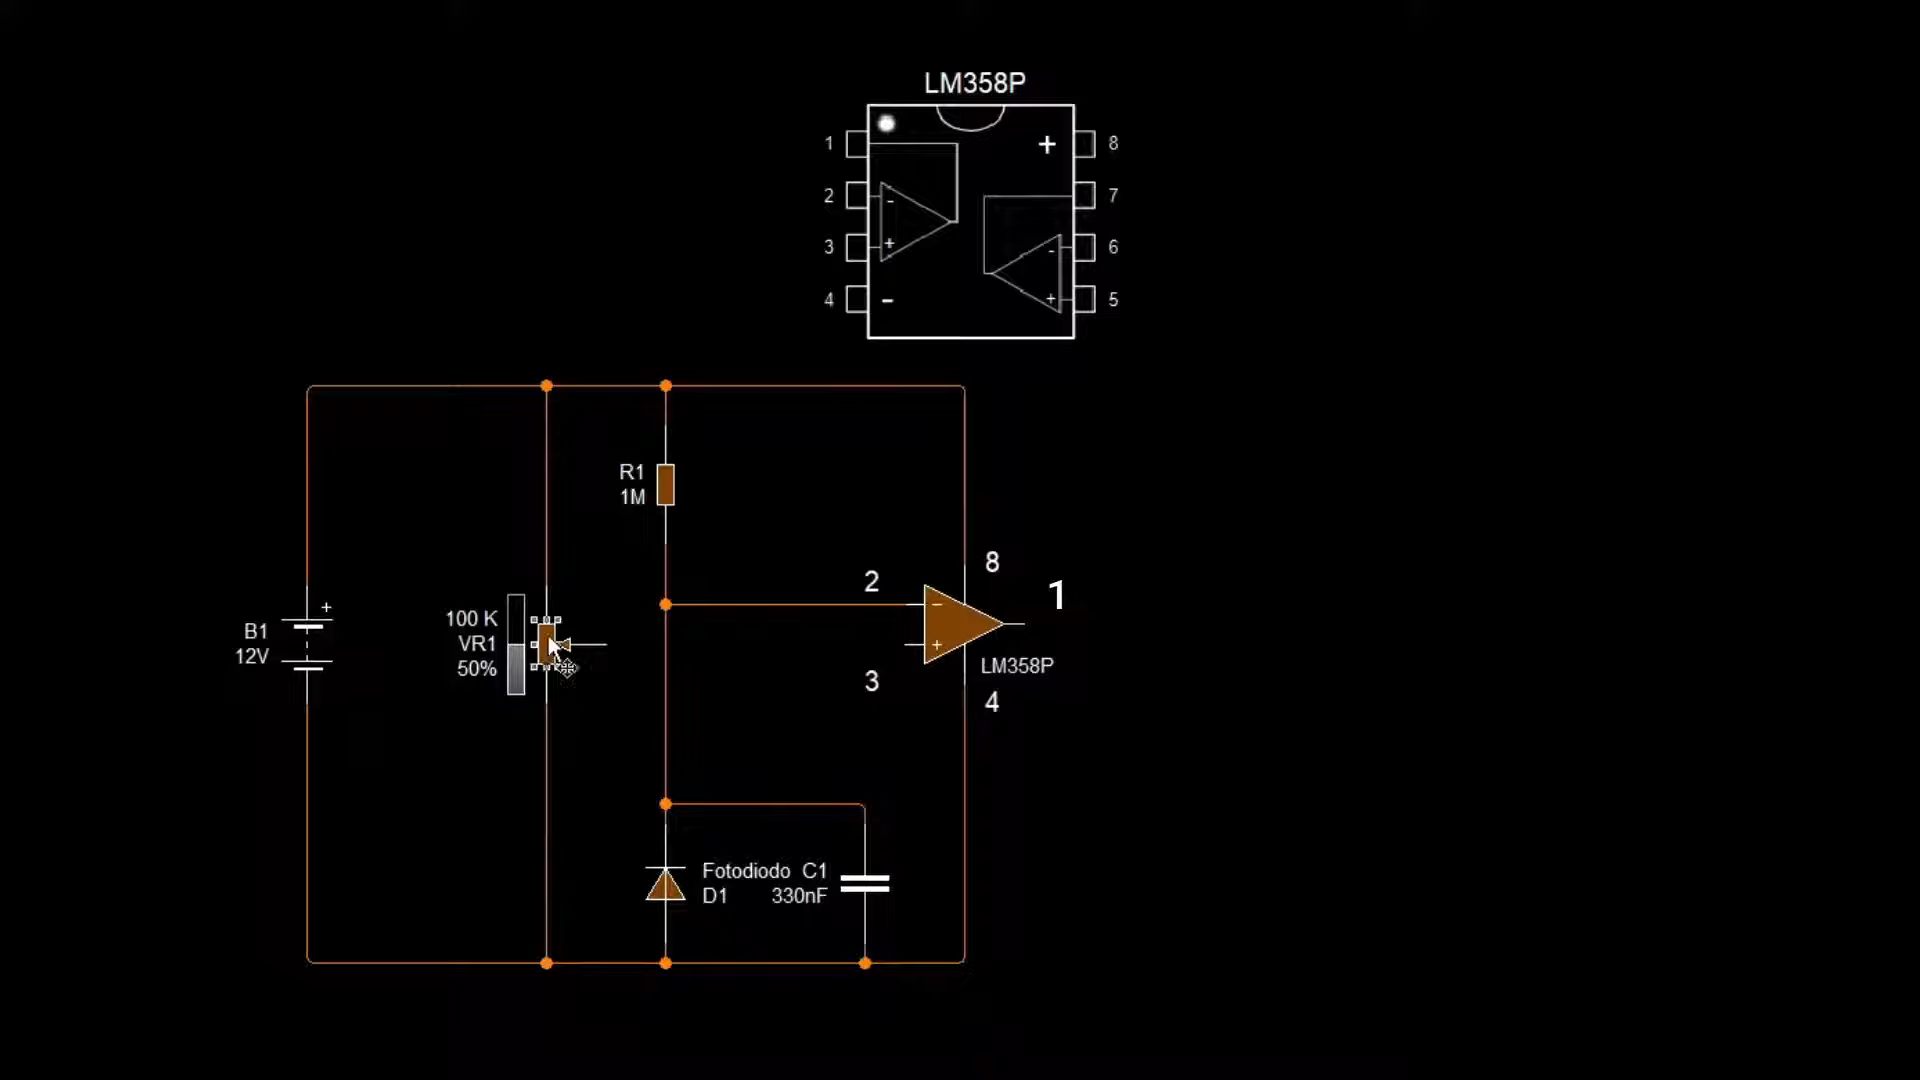 LM358P
1
+
8
2
-
7
3
+
-
6
4
-
+
5
R1
1M
2
8
1
+
100 K
VR1
50%
B1
12V
−
+
LM358P
3
4
Fotodiodo C1
D1 330nF